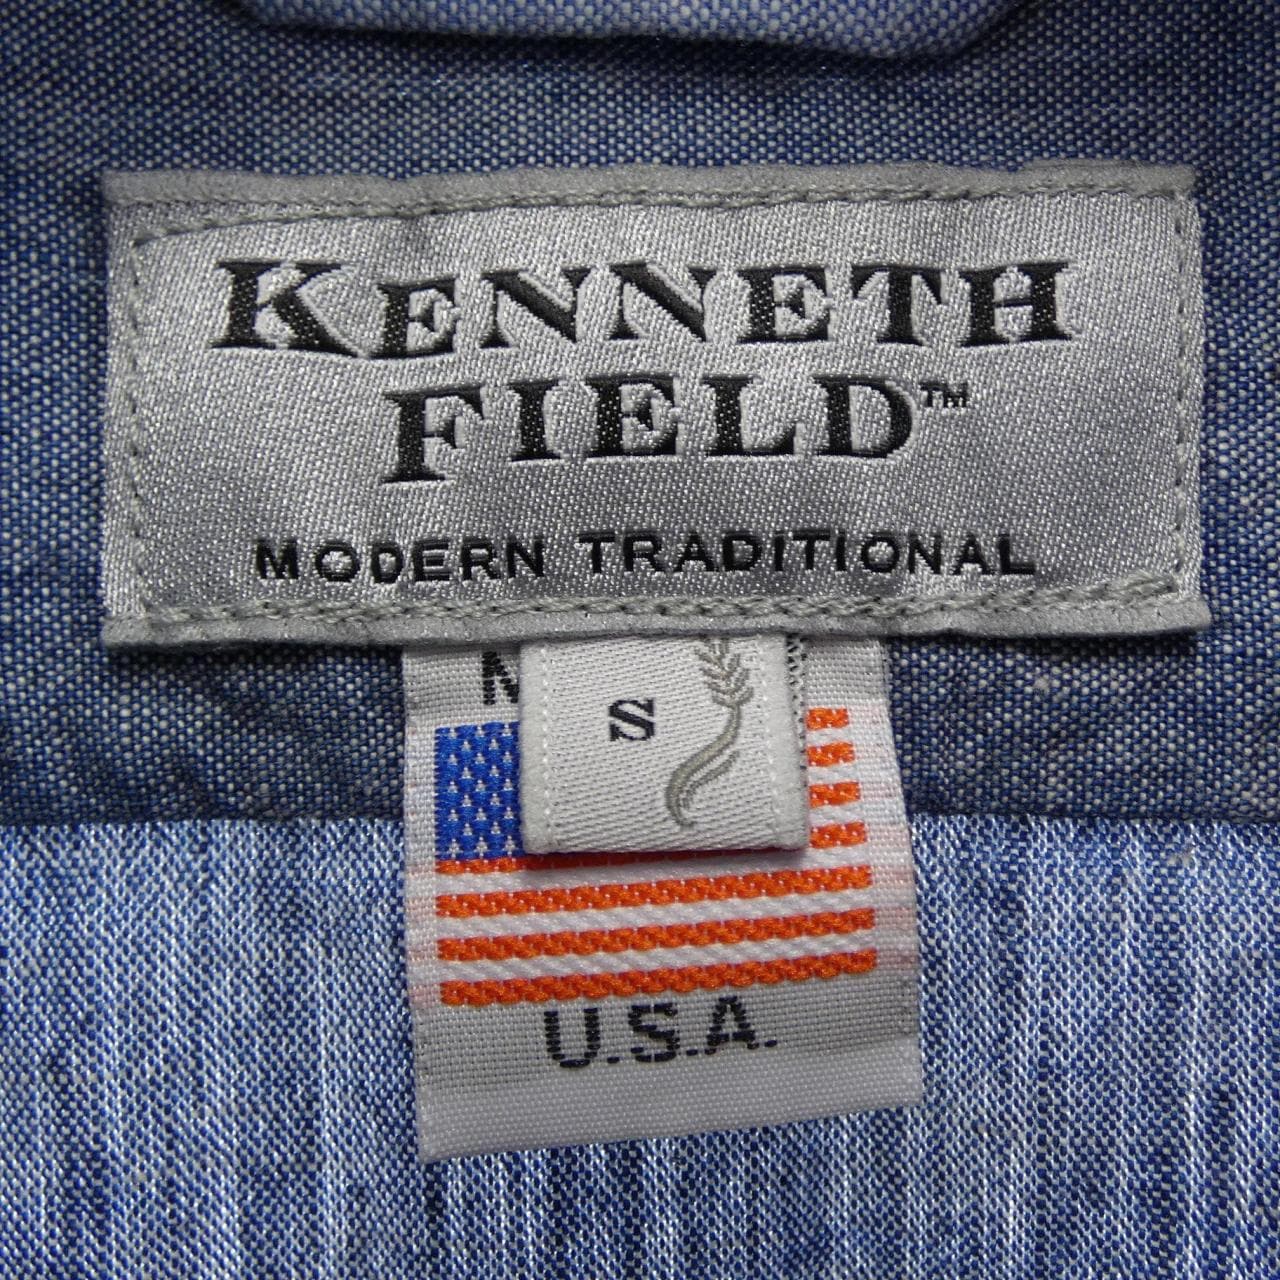 KENNETH
FIELD™
MODERN TRADITIONAL
S
U.S.A.